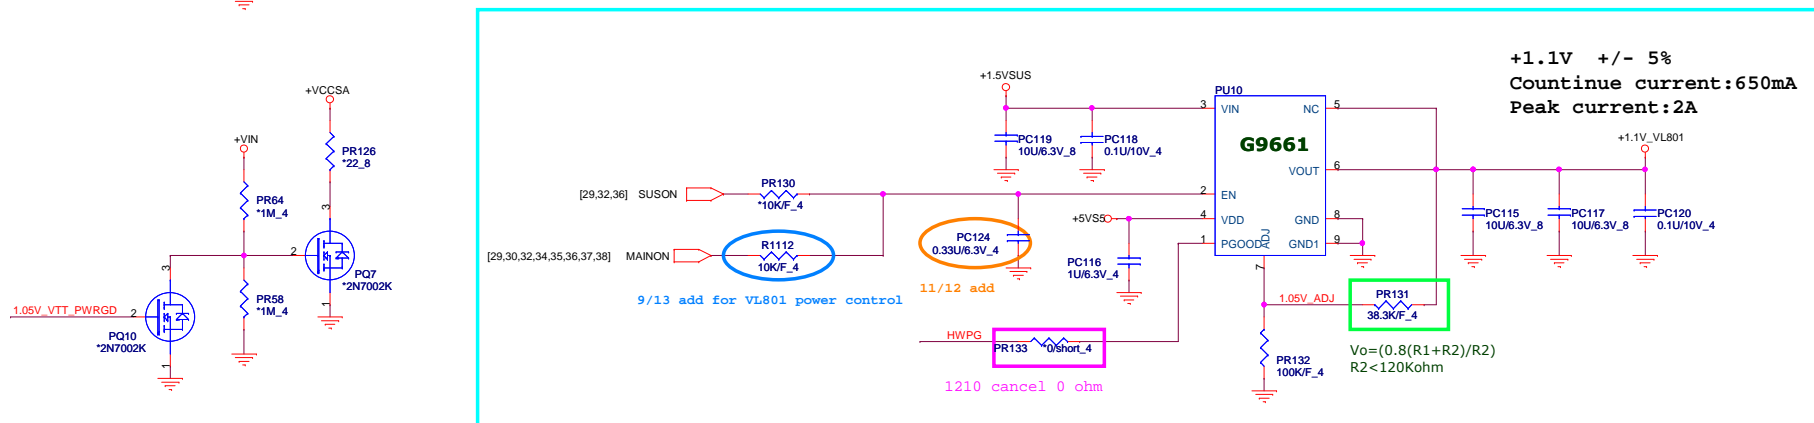 +VCCSA
+VIN
PR126
*22_8
PR64
*1M_4
3
2
PQ7
*2N7002K
1
3
1.05V_VTT_PWRGD
2
PQ10
*2N7002K
1
PR58
*1M_4
+1.1V +/- 5%
Countinue current:650mA
Peak current:2A
+1.5VSUS
PC119
10U/6.3V_8
PC118
0.1U/10V_4
PU10
3
VIN
NC
5
G9661
VOUT
6
2
EN
4
VDD
GND
8
1
PGOOD
GND1
9
ADJ
7
+1.1V_VL801
[29,32,36]
SUSON
PR130
*10K/F_4
[29,30,32,34,35,36,37,38]
MAINON
R1112
10K/F_4
9/13 add for VL801 power control
PC124
0.33U/6.3V_4
11/12 add
+5VS5
PC116
1U/6.3V_4
PC115
10U/6.3V_8
PC117
10U/6.3V_8
PC120
0.1U/10V_4
HWPG
PR133
*0/short_4
1210 cancel 0 ohm
1.05V_ADJ
PR131
38.3K/F_4
PR132
100K/F_4
Vo=(0.8(R1+R2)/R2)
R2<120Kohm